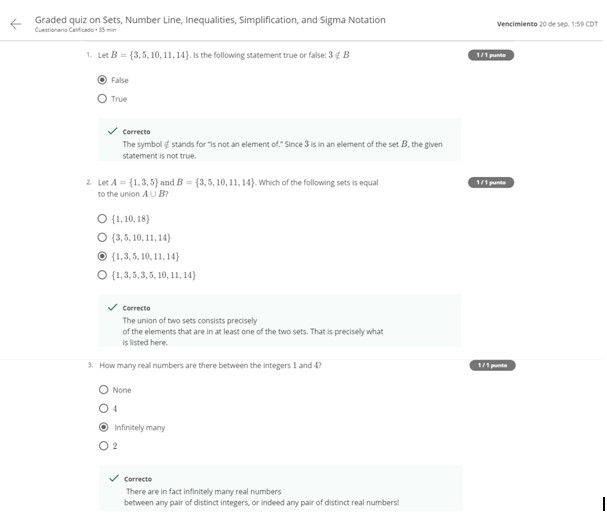 Graded quiz on Sets, Number Line, Inequalities, Simplification, and Sigma Notation
Cuestionario Calificado • 35 min
Vencimiento 20 de sep. 1:59 CDT
1. Let B = {3, 5, 10, 11, 14}. Is the following statement true or false: 3 ∉ B
1 / 1 punto
False
True
Correcto
The symbol ∉ stands for "is not an element of." Since 3 is in an element of the set B, the given
statement is not true.
2. Let A = {1, 3, 5} and B = {3, 5, 10, 11, 14}. Which of the following sets is equal
to the union A ∪ B?
1 / 1 punto
{1, 10, 18}
{3, 5, 10, 11, 14}
{1, 3, 5, 10, 11, 14}
{1, 3, 5, 3, 5, 10, 11, 14}
Correcto
The union of two sets consists precisely
of the elements that are in at least one of the two sets. That is precisely what
is listed here.
3. How many real numbers are there between the integers 1 and 4?
1 / 1 punto
None
4
Infinitely many
2
Correcto
There are in fact infinitely many real numbers
between any pair of distinct integers, or indeed any pair of distinct real numbers!